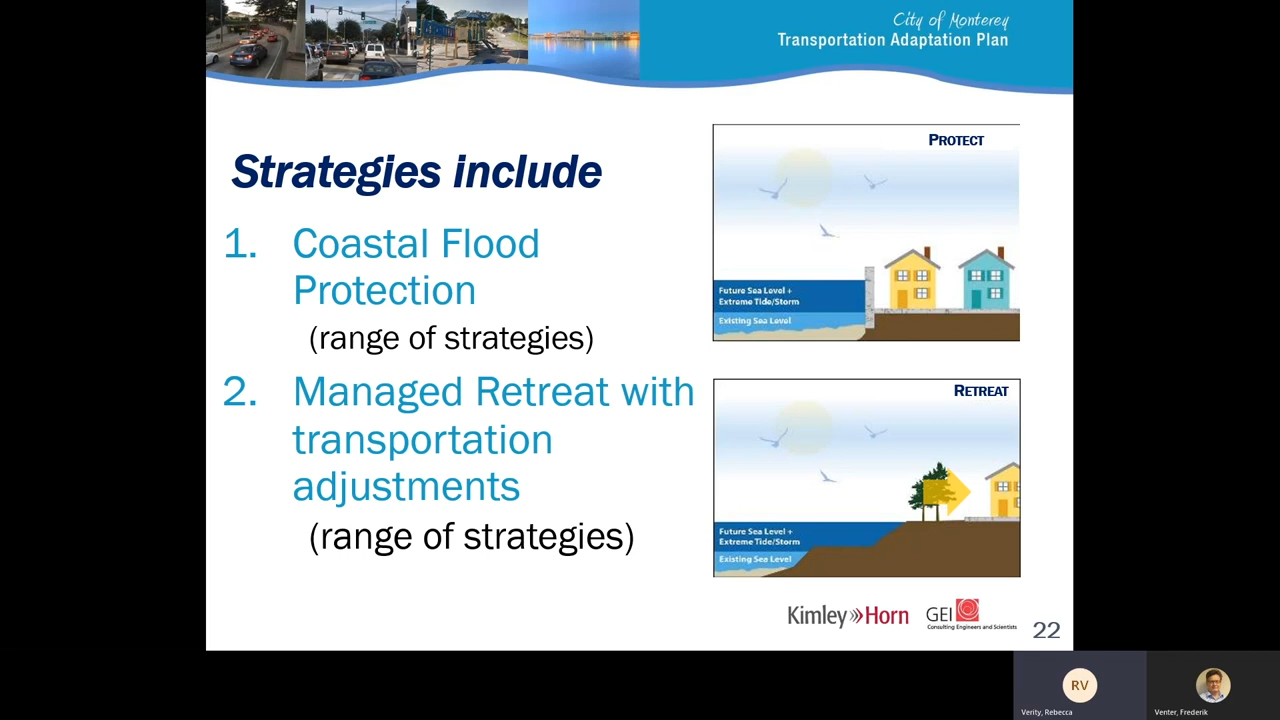 City of Monterey
Transportation Adaptation Plan
Strategies include
1. Coastal Flood
Protection
(range of strategies)
2. Managed Retreat with
transportation
adjustments
(range of strategies)
PROTECT
Future Sea Level +
Extreme Tide/Storm
Existing Sea Level
RETREAT
Future Sea Level +
Extreme Tide/Storm
Existing Sea Level
Kimley»Horn
GEI
Consulting Engineers and Scientists
22
RV
Verity, Rebecca
Venter, Frederik